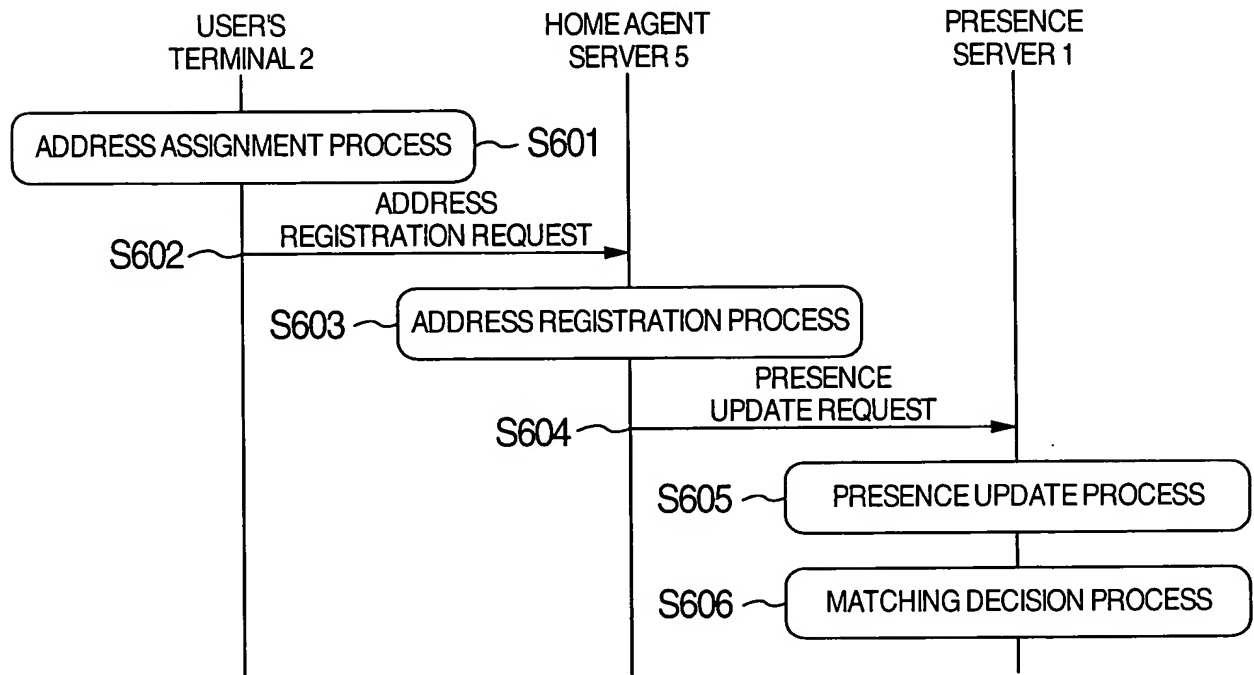 USER'S
TERMINAL 2
HOME AGENT
SERVER 5
PRESENCE
SERVER 1
ADDRESS ASSIGNMENT PROCESS
S601
ADDRESS
REGISTRATION REQUEST
S602
S603
ADDRESS REGISTRATION PROCESS
PRESENCE
UPDATE REQUEST
S604
S605
PRESENCE UPDATE PROCESS
S606
MATCHING DECISION PROCESS